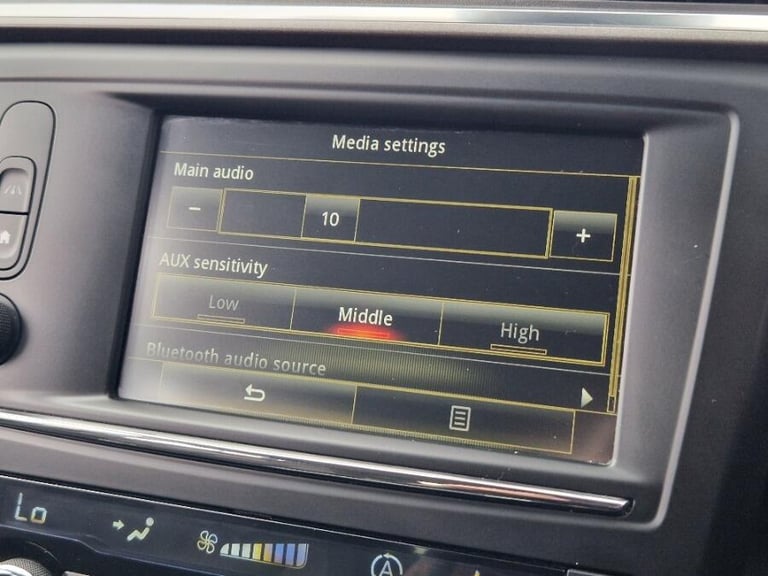 Media settings
Main audio
− 10 +
AUX sensitivity
Low Middle High
Bluetooth audio source
Lo
A